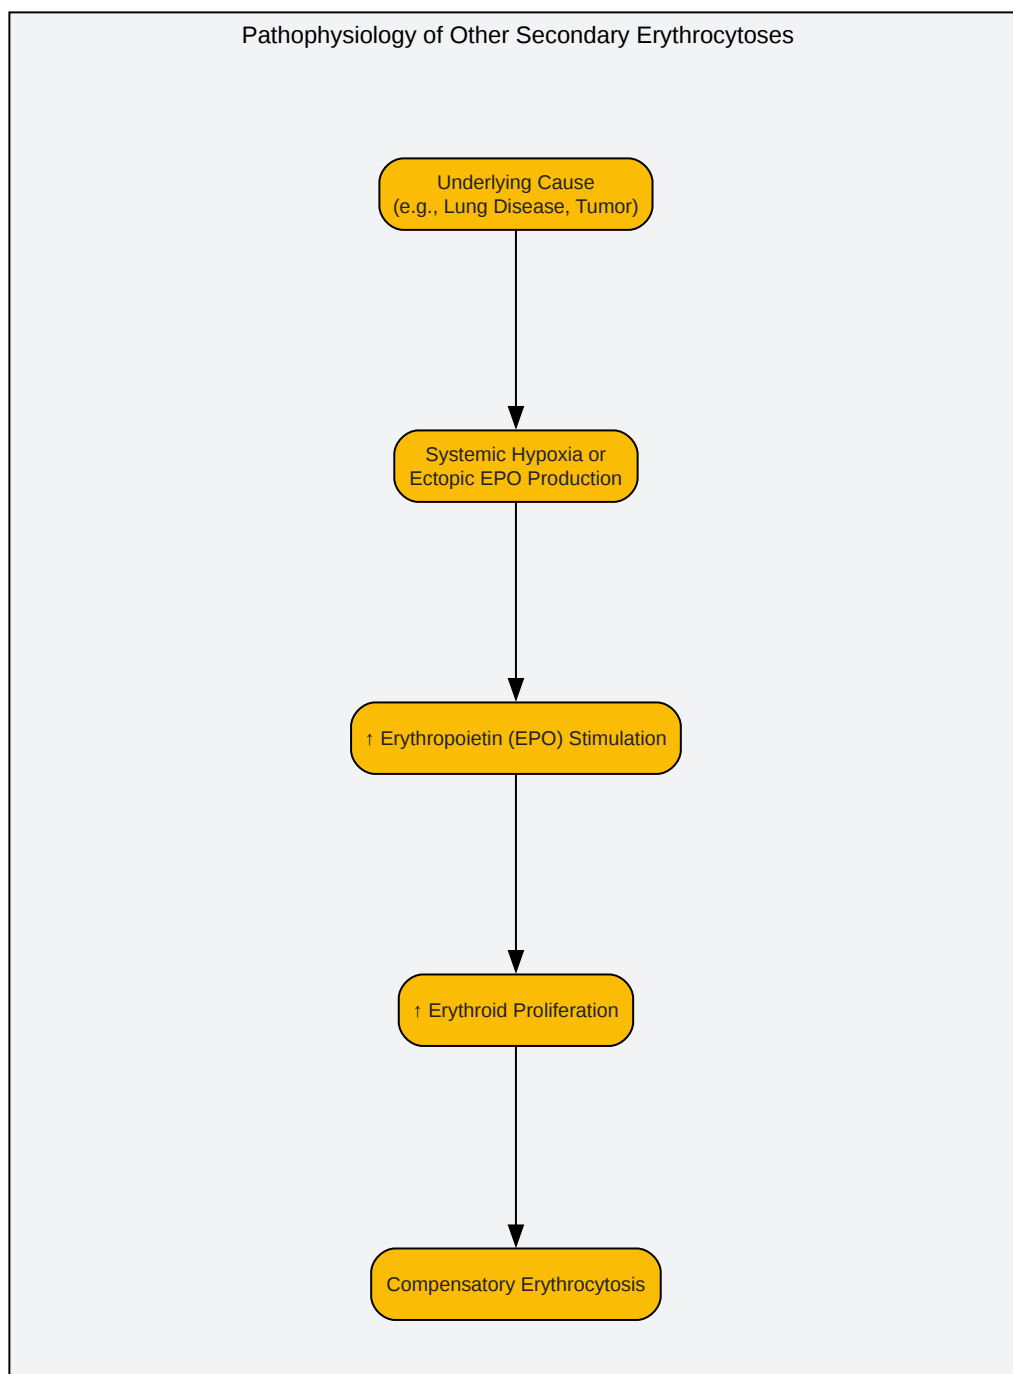 Pathophysiology of Other Secondary Erythrocytoses
Underlying Cause
(e.g., Lung Disease, Tumor)
Systemic Hypoxia or
Ectopic EPO Production
↑ Erythropoietin (EPO) Stimulation
↑ Erythroid Proliferation
Compensatory Erythrocytosis